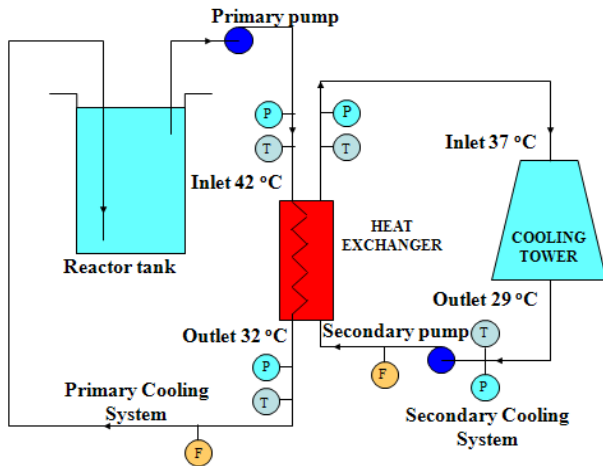 Primary pump
P
P
T
T
Inlet 42 °C
Inlet 37 °C
HEAT
EXCHANGER
COOLING
TOWER
Reactor tank
Outlet 29 °C
Outlet 32 °C
Secondary pump
T
P
F
P
T
Primary Cooling
System
Secondary Cooling
System
F